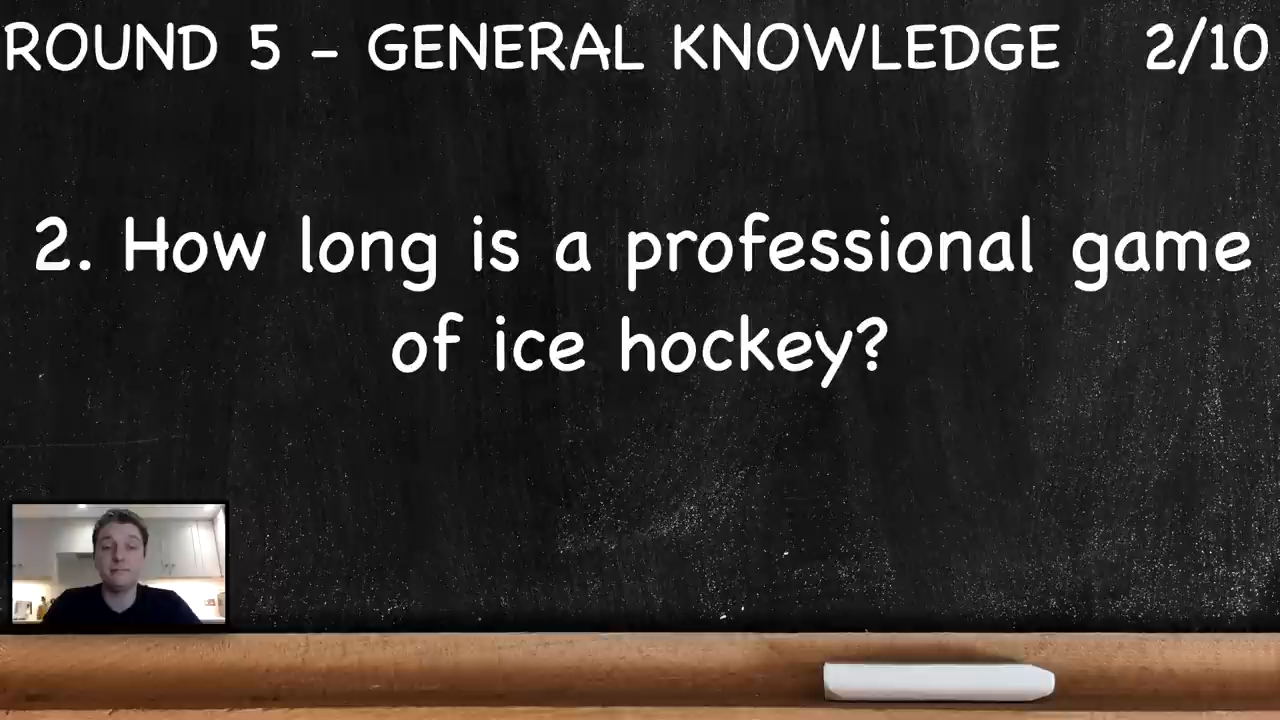 ROUND 5 - GENERAL KNOWLEDGE 2/10
2. How long is a professional game
of ice hockey?